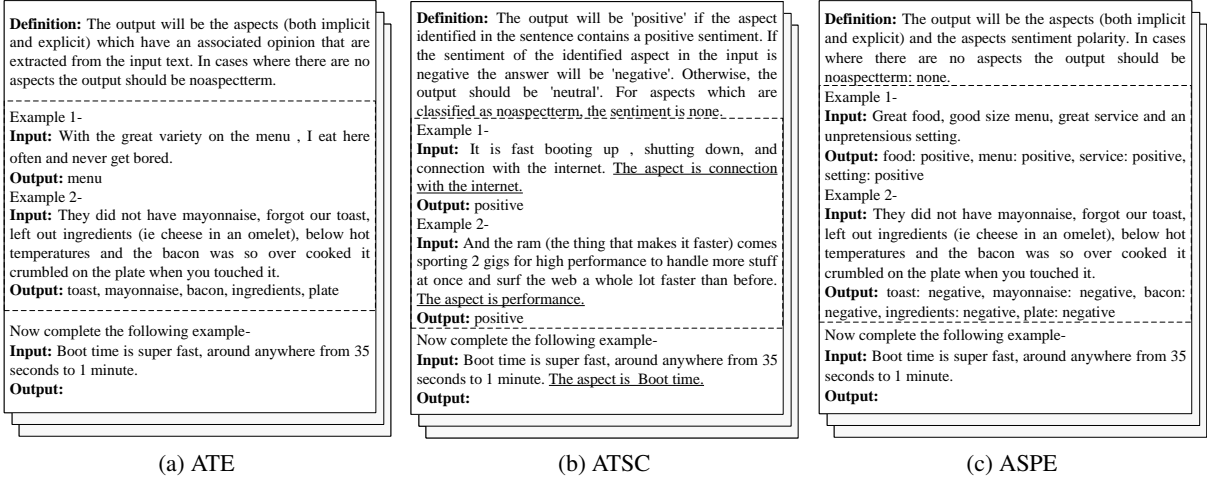 Definition: The output will be the aspects (both implicit
and explicit) which have an associated opinion that are
extracted from the input text. In cases where there are no
aspects the output should be noaspectterm.
Example 1-
Input: With the great variety on the menu , I eat here
often and never get bored.
Output: menu
Example 2-
Input: They did not have mayonnaise, forgot our toast,
left out ingredients (ie cheese in an omelet), below hot
temperatures and the bacon was so over cooked it
crumbled on the plate when you touched it.
Output: toast, mayonnaise, bacon, ingredients, plate
Now complete the following example-
Input: Boot time is super fast, around anywhere from 35
seconds to 1 minute.
Output:
(a) ATE
Definition: The output will be 'positive' if the aspect
identified in the sentence contains a positive sentiment. If
the sentiment of the identified aspect in the input is
negative the answer will be 'negative'. Otherwise, the
output should be 'neutral'. For aspects which are
classified as noaspectterm, the sentiment is none.
Example 1-
Input: It is fast booting up , shutting down, and
connection with the internet. The aspect is connection
with the internet.
Output: positive
Example 2-
Input: And the ram (the thing that makes it faster) comes
sporting 2 gigs for high performance to handle more stuff
at once and surf the web a whole lot faster than before.
The aspect is performance.
Output: positive
Now complete the following example-
Input: Boot time is super fast, around anywhere from 35
seconds to 1 minute. The aspect is Boot time.
Output:
(b) ATSC
Definition: The output will be the aspects (both implicit
and explicit) and the aspects sentiment polarity. In cases
where there are no aspects the output should be
noaspectterm: none.
Example 1-
Input: Great food, good size menu, great service and an
unpretensious setting.
Output: food: positive, menu: positive, service: positive,
setting: positive
Example 2-
Input: They did not have mayonnaise, forgot our toast,
left out ingredients (ie cheese in an omelet), below hot
temperatures and the bacon was so over cooked it
crumbled on the plate when you touched it.
Output: toast: negative, mayonnaise: negative, bacon:
negative, ingredients: negative, plate: negative
Now complete the following example-
Input: Boot time is super fast, around anywhere from 35
seconds to 1 minute.
Output:
(c) ASPE